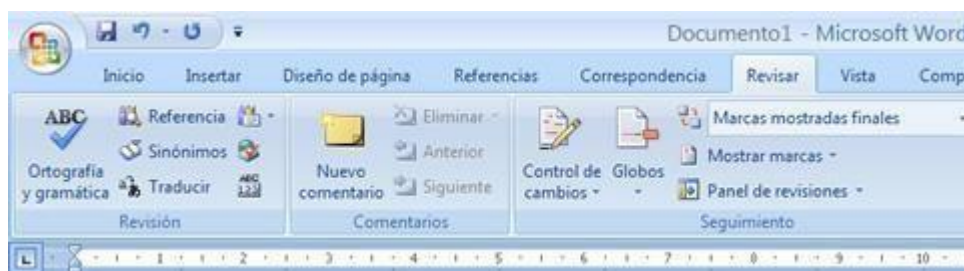 Documento1 - Microsoft Word
Inicio Insertar Diseño de página Referencias Correspondencia Revisar Vista Comp
ABC Referencia Eliminar Marcas mostradas finales
Sinónimos Anterior Mostrar marcas
Ortografía y gramática Traducir ABC 123 Nuevo comentario Siguiente Control de cambios Globos Panel de revisiones
Revisión Comentarios Seguimiento
L 1 2 3 4 5 6 7 8 9 10